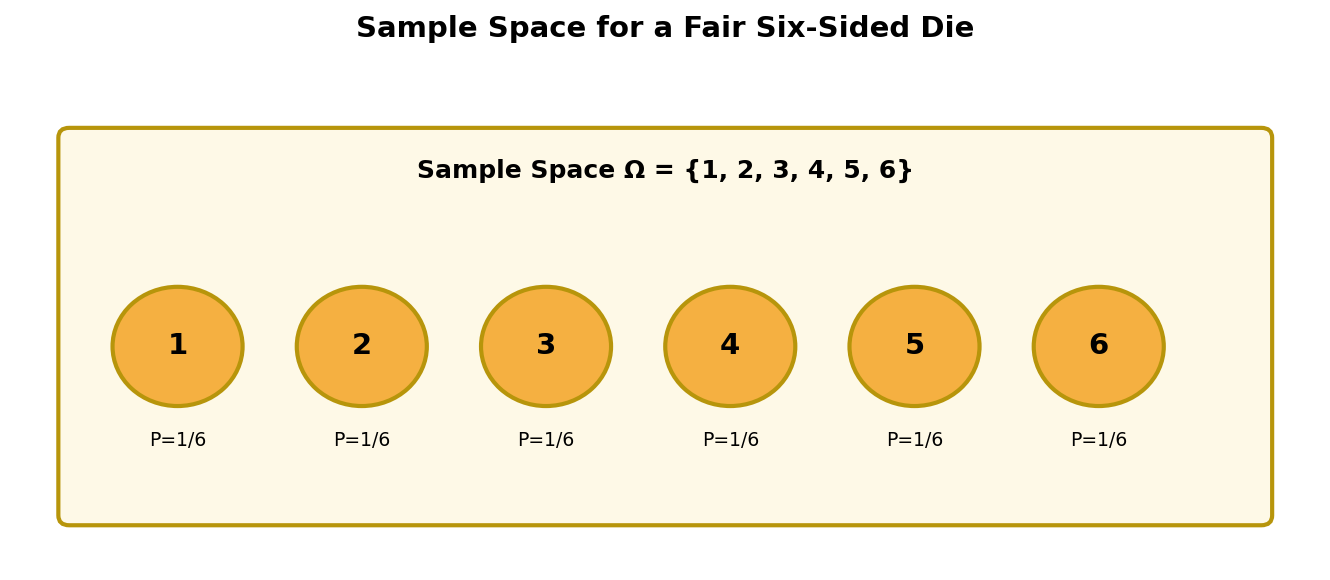 Sample Space for a Fair Six-Sided Die
Sample Space Ω = {1, 2, 3, 4, 5, 6}
1 2 3 4 5 6
P=1/6 P=1/6 P=1/6 P=1/6 P=1/6 P=1/6